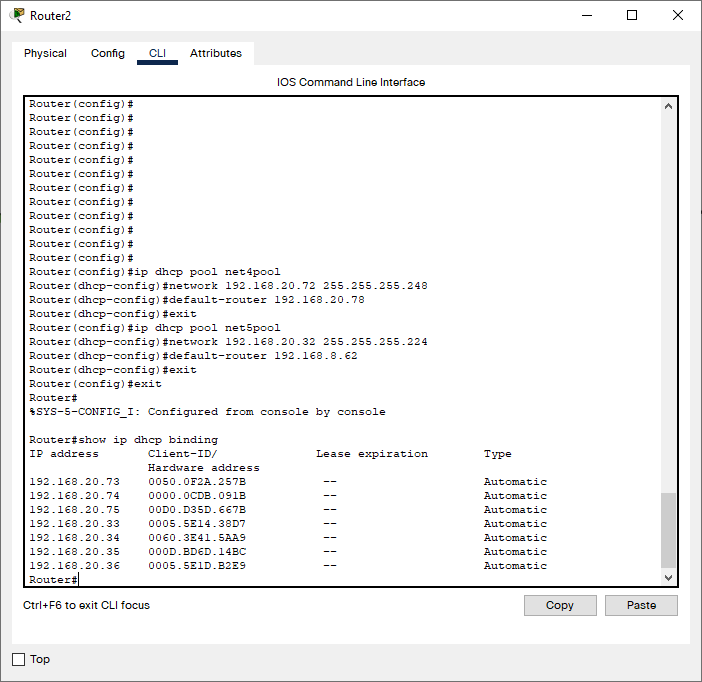 Router2
Physical Config CLI Attributes
IOS Command Line Interface
Router(config)#
Router(config)#
Router(config)#
Router(config)#
Router(config)#
Router(config)#
Router(config)#
Router(config)#
Router(config)#
Router(config)#
Router(config)#
Router(config)#
Router(config)#ip dhcp pool net4pool
Router(dhcp-config)#network 192.168.20.72 255.255.255.248
Router(dhcp-config)#default-router 192.168.20.78
Router(dhcp-config)#exit
Router(config)#ip dhcp pool net5pool
Router(dhcp-config)#network 192.168.20.32 255.255.255.224
Router(dhcp-config)#default-router 192.168.8.62
Router(dhcp-config)#exit
Router(config)#exit
Router#
%SYS-5-CONFIG_I: Configured from console by console
Router#show ip dhcp binding
IP address Client-ID/ Lease expiration Type
Hardware address
192.168.20.73 0050.0F2A.257B -- Automatic
192.168.20.74 0000.0CDB.091B -- Automatic
192.168.20.75 00D0.D35D.667B -- Automatic
192.168.20.33 0005.5E14.38D7 -- Automatic
192.168.20.34 0060.3E41.5AA9 -- Automatic
192.168.20.35 000D.BD6D.14BC -- Automatic
192.168.20.36 0005.5E1D.B2E9 -- Automatic
Router#
Ctrl+F6 to exit CLI focus
Copy Paste
Top